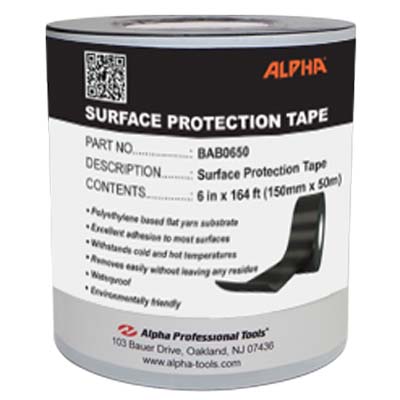 ALPHA®
SURFACE PROTECTION TAPE
PART NO............: BAB0650
DESCRIPTION.......: Surface Protection Tape
CONTENTS..........: 6 in x 164 ft (150mm x 50m)
• Polyethylene based flat yarn substrate
• Excellent adhesion to most surfaces
• Withstands cold and hot temperatures
• Removes easily without leaving any residue
• Waterproof
• Environmentally friendly
Alpha Professional Tools®
103 Bauer Drive, Oakland, NJ 07436
www.alpha-tools.com